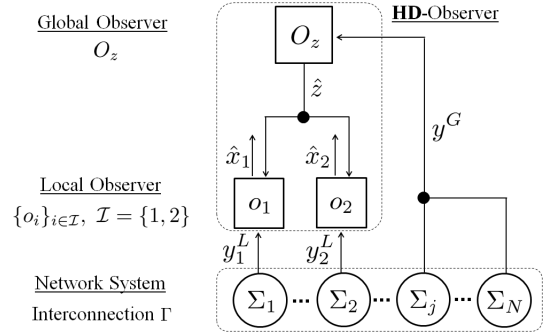 Global Observer
O_z
HD-Observer
O_z
ẑ
y^G
x̂_1
x̂_2
Local Observer
{o_i}_{i∈I}, I = {1, 2}
o_1
o_2
y_1^L
y_2^L
Network System
Interconnection Γ
Σ_1 ··· Σ_2 ··· Σ_j ··· Σ_N